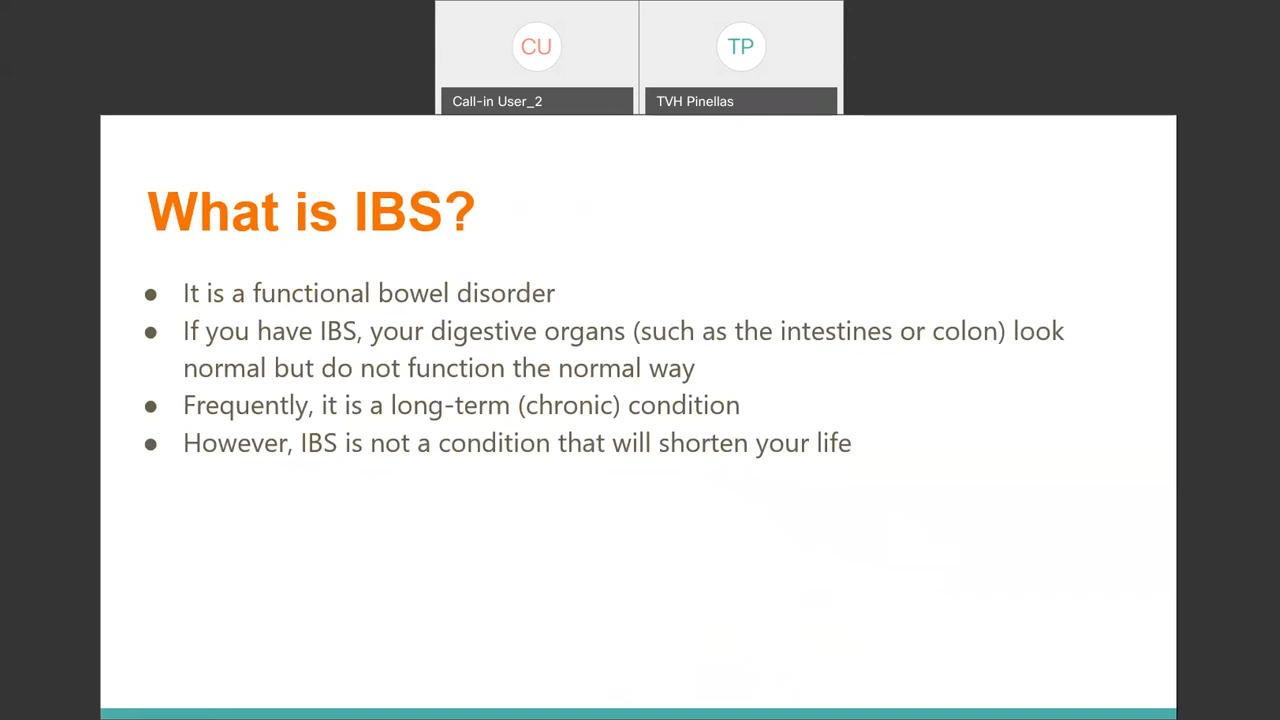 CU
TP
Call-in User_2
TVH Pinellas
What is IBS?
● It is a functional bowel disorder
● If you have IBS, your digestive organs (such as the intestines or colon) look
normal but do not function the normal way
● Frequently, it is a long-term (chronic) condition
● However, IBS is not a condition that will shorten your life